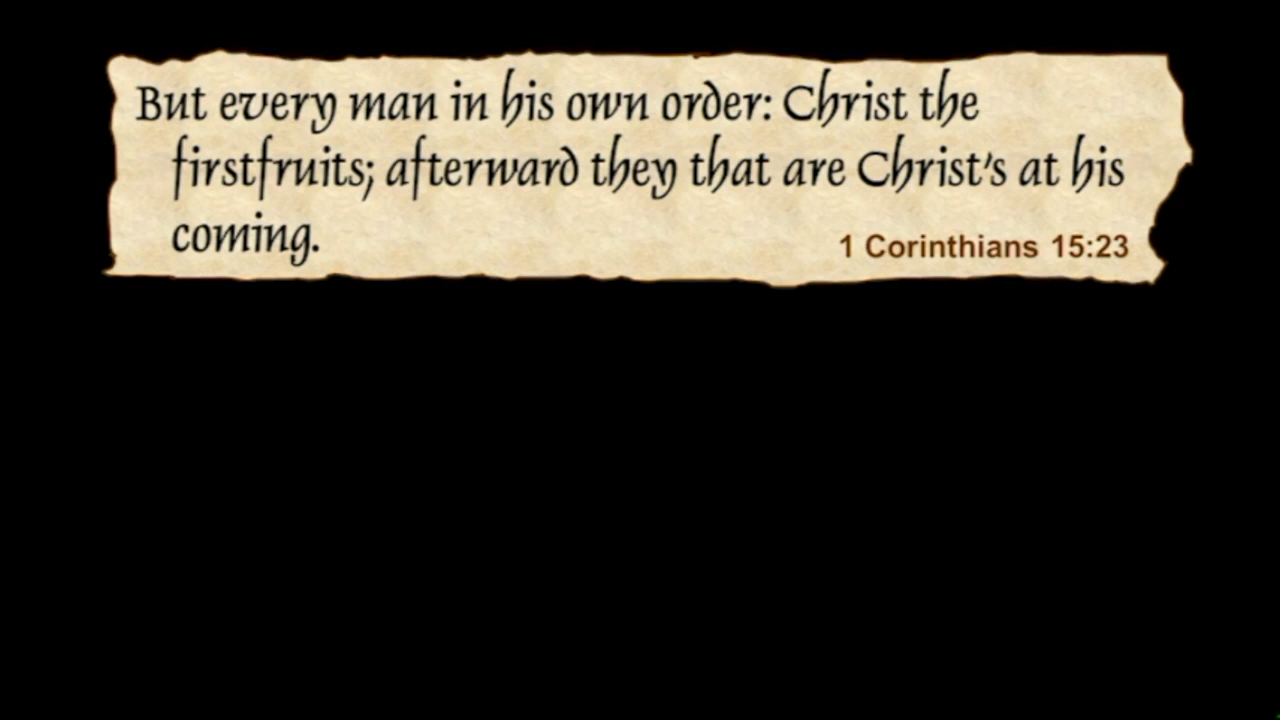 But every man in his own order: Christ the
firstfruits; afterward they that are Christ's at his
coming.
1 Corinthians 15:23